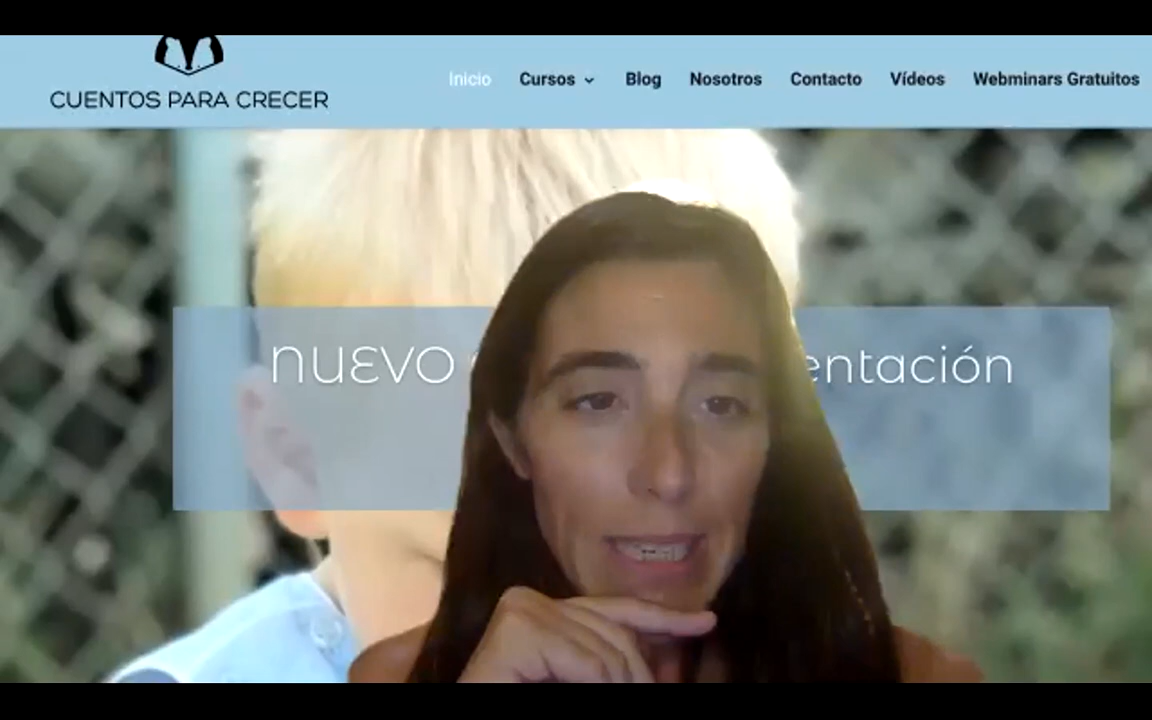 CUENTOS PARA CRECER
Inicio Cursos Blog Nosotros Contacto Vídeos Webminars Gratuitos
NUEVO entación